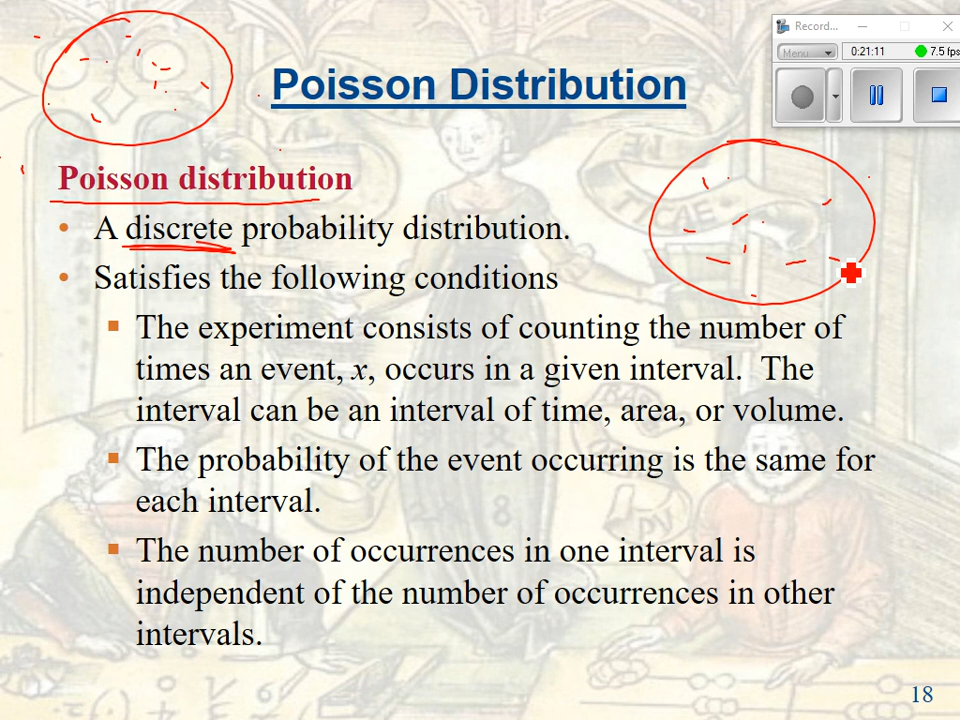 Record...
Menu
0:21:11
7.5 fps
Poisson Distribution
Poisson distribution
• A discrete probability distribution.
• Satisfies the following conditions
▪ The experiment consists of counting the number of
times an event, x, occurs in a given interval. The
interval can be an interval of time, area, or volume.
▪ The probability of the event occurring is the same for
each interval.
▪ The number of occurrences in one interval is
independent of the number of occurrences in other
intervals.
18